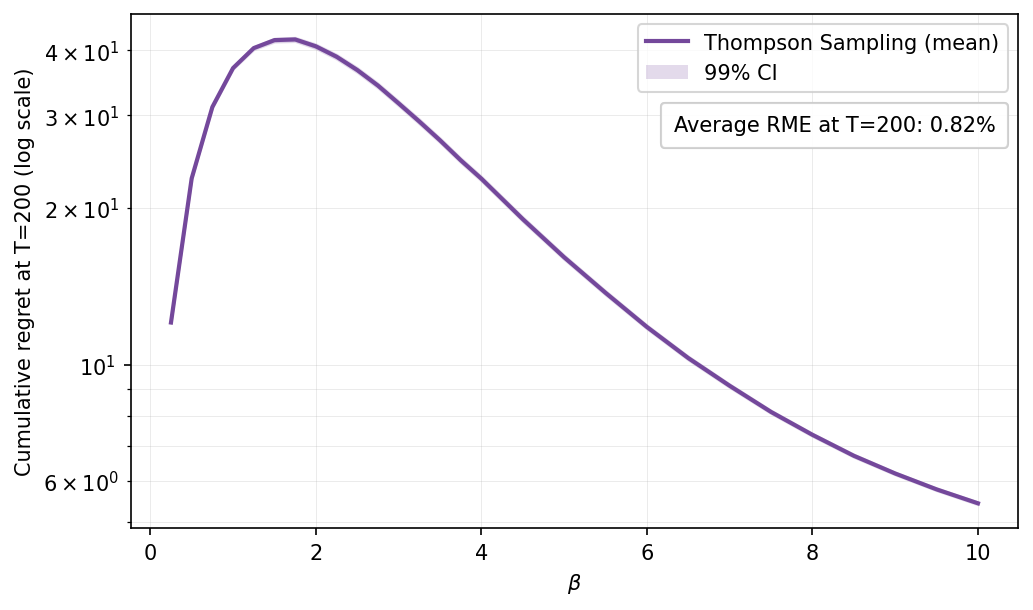 Thompson Sampling (mean)
99% CI
Average RME at T=200: 0.82%
Cumulative regret at T=200 (log scale)
4 × 10¹
3 × 10¹
2 × 10¹
10¹
6 × 10⁰
0 2 4 6 8 10
β